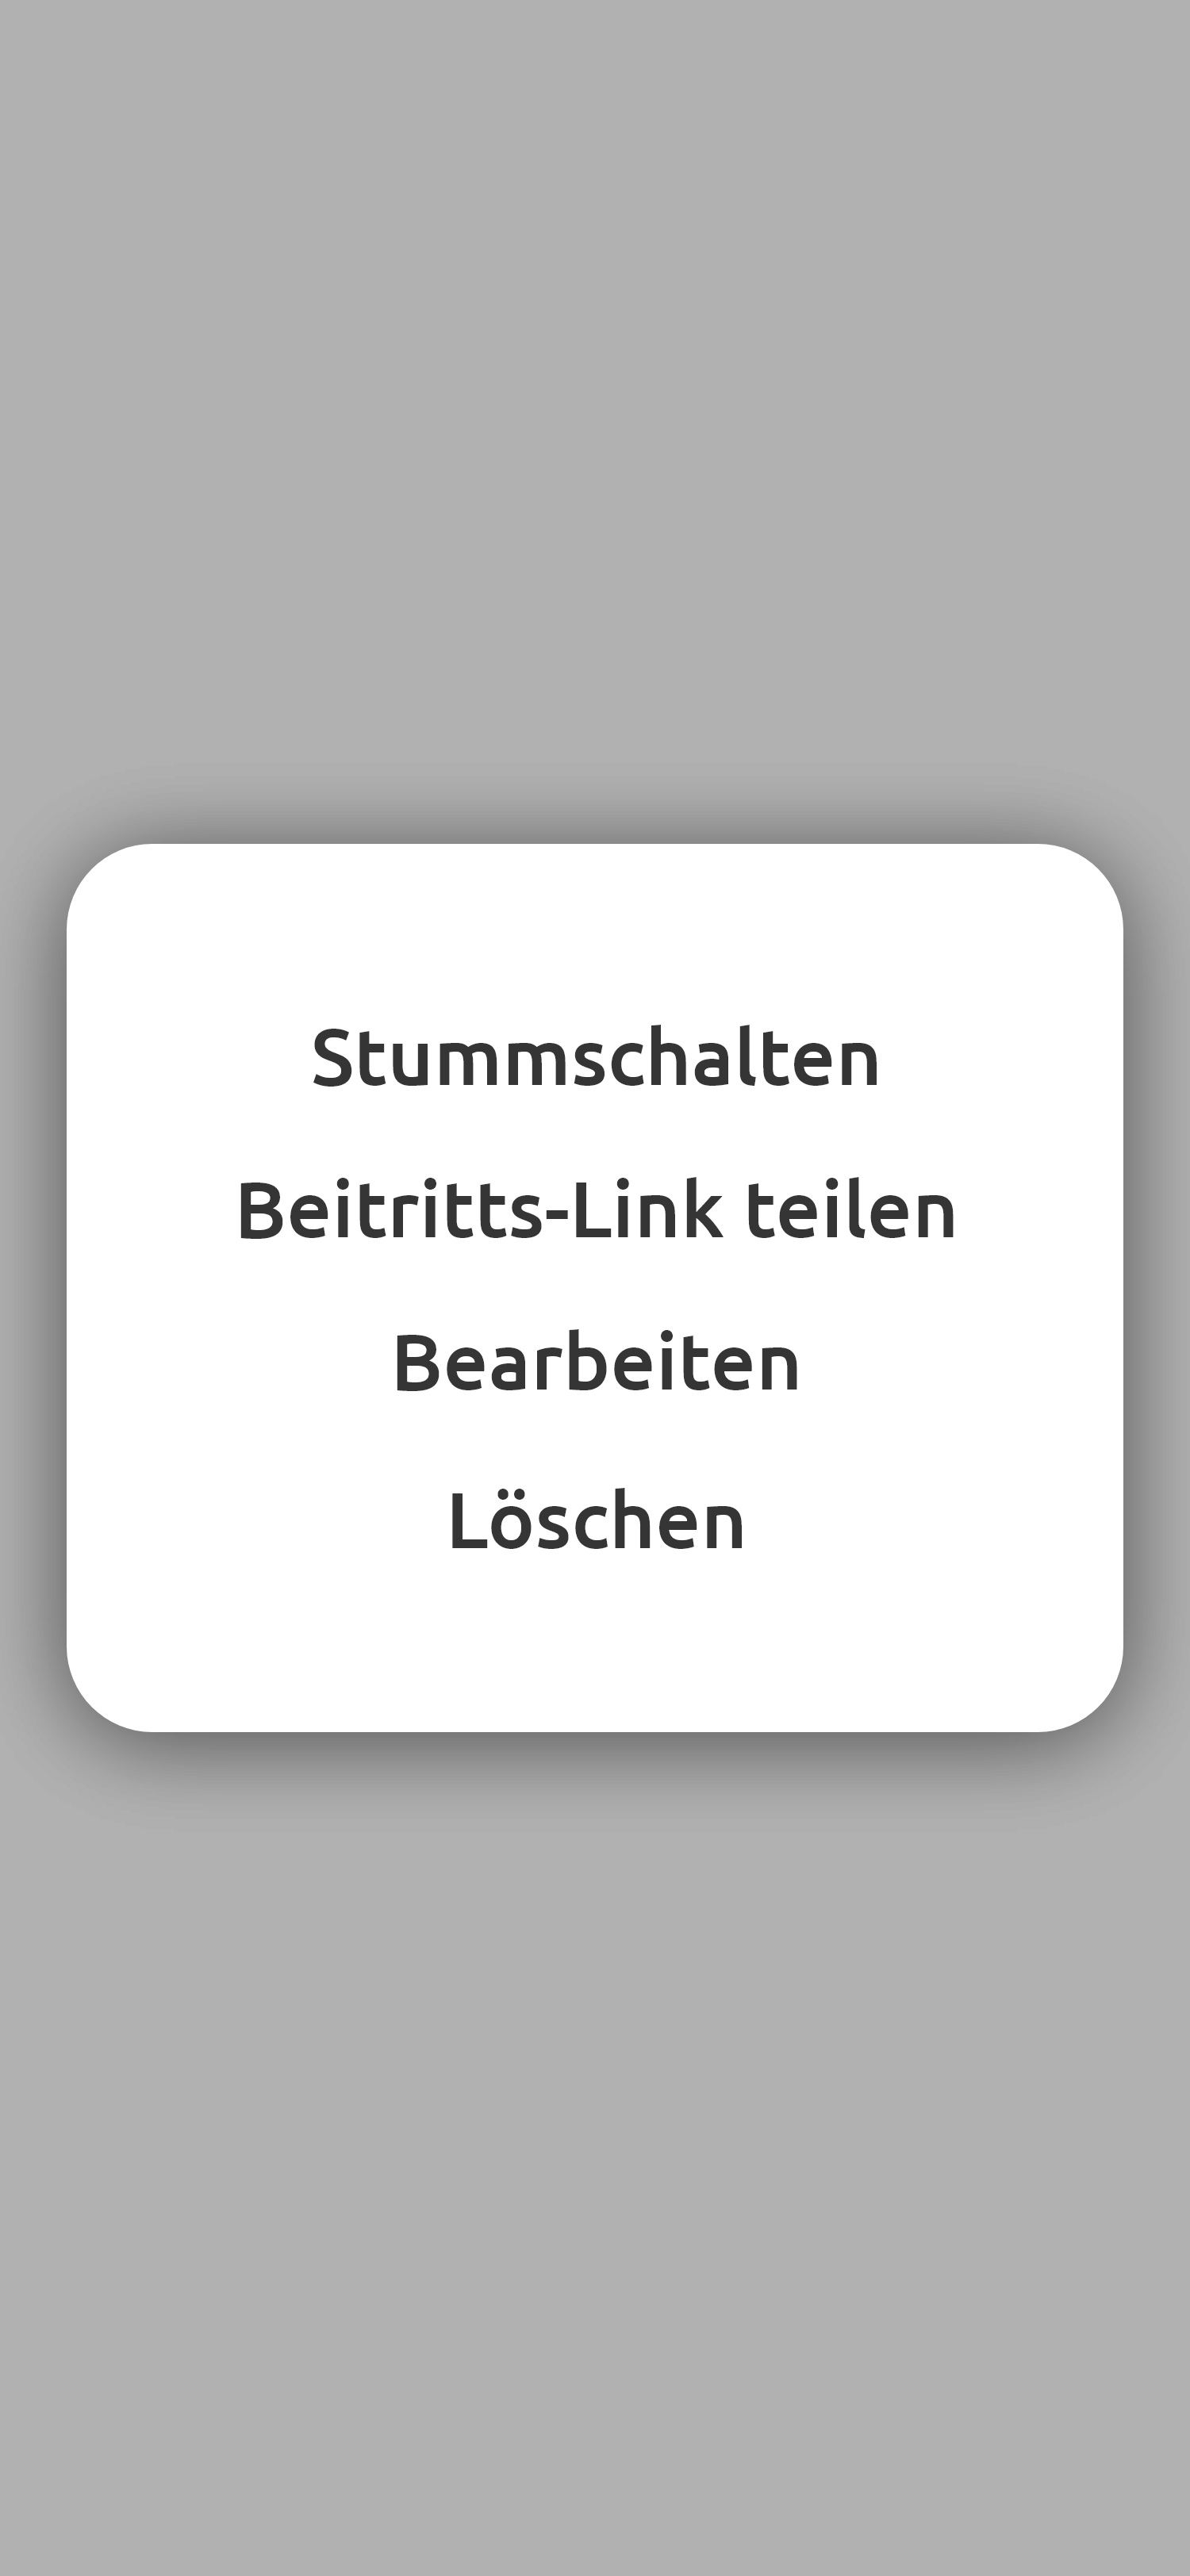 Stummschalten
Beitritts-Link teilen
Bearbeiten
Löschen